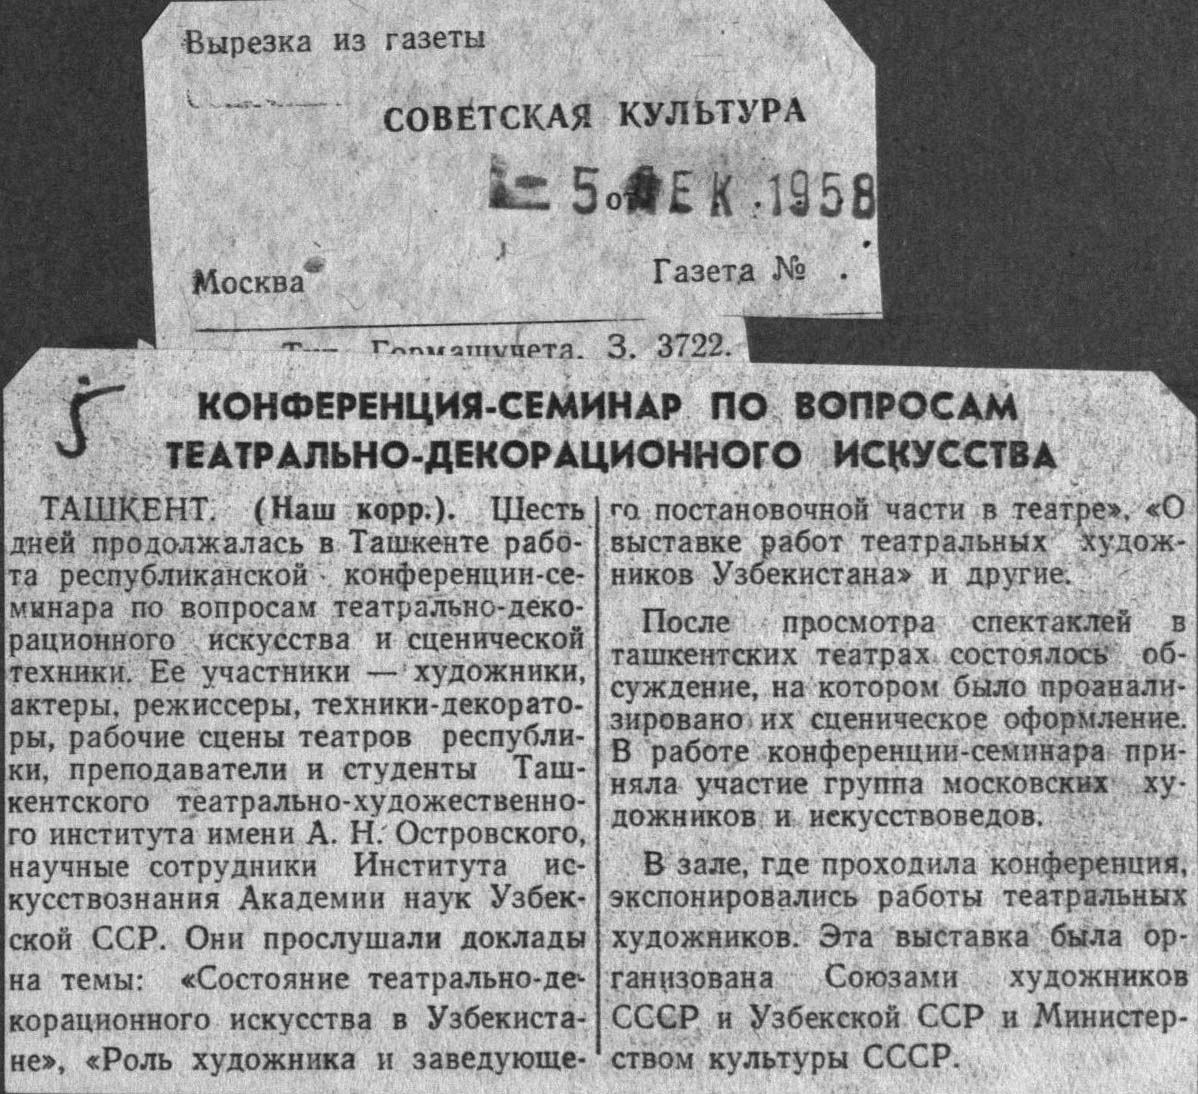 Вырезка из газеты
СОВЕТСКАЯ КУЛЬТУРА
5 от ДЕК. 1958
Москва
Газета № .
Тип. Гормашучета. З. 3722.
5
КОНФЕРЕНЦИЯ-СЕМИНАР ПО ВОПРОСАМ
ТЕАТРАЛЬНО-ДЕКОРАЦИОННОГО ИСКУССТВА
ТАШКЕНТ. (Наш корр.). Шесть
дней продолжалась в Ташкенте рабо-
та республиканской конференции-се-
минара по вопросам театрально-деко-
рационного искусства и сценической
техники. Ее участники — художники,
актеры, режиссеры, техники-декорато-
ры, рабочие сцены театров республи-
ки, преподаватели и студенты Таш-
кентского театрально-художественно-
го института имени А. Н. Островского,
научные сотрудники Института ис-
кусствознания Академии наук Узбек-
ской ССР. Они прослушали доклады
на темы: «Состояние театрально-де-
корационного искусства в Узбекиста-
не», «Роль художника и заведующе-
го постановочной части в театре», «О
выставке работ театральных худож-
ников Узбекистана» и другие.
После просмотра спектаклей в
ташкентских театрах состоялось об-
суждение, на котором было проанали-
зировано их сценическое оформление.
В работе конференции-семинара при-
няла участие группа московских ху-
дожников и искусствоведов.
В зале, где проходила конференция,
экспонировались работы театральных
художников. Эта выставка была ор-
ганизована Союзами художников
СССР и Узбекской ССР и Министер-
ством культуры СССР.